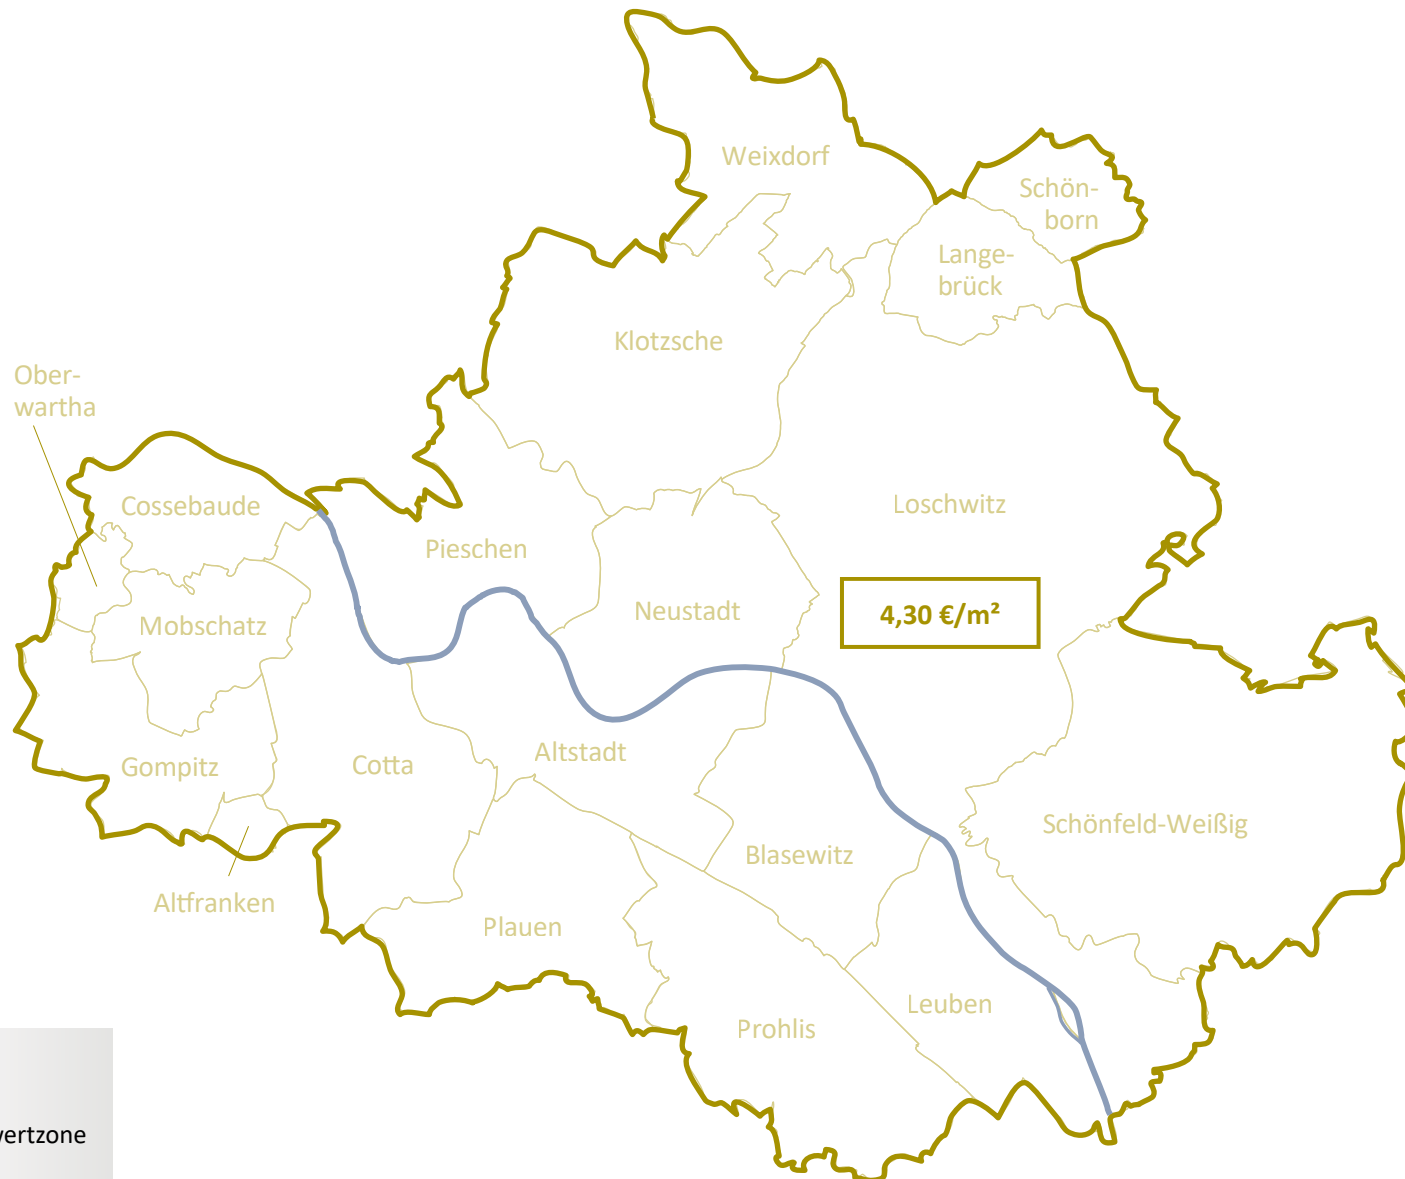 Weixdorf
Schön-
born
Lange-
brück
Klotzsche
Ober-
wartha
Cossebaude
Loschwitz
Pieschen
Neustadt
4,30 €/m²
Mobschatz
Altstadt
Cotta
Gompitz
Schönfeld-Weißig
Blasewitz
Altfranken
Plauen
Leuben
Prohlis